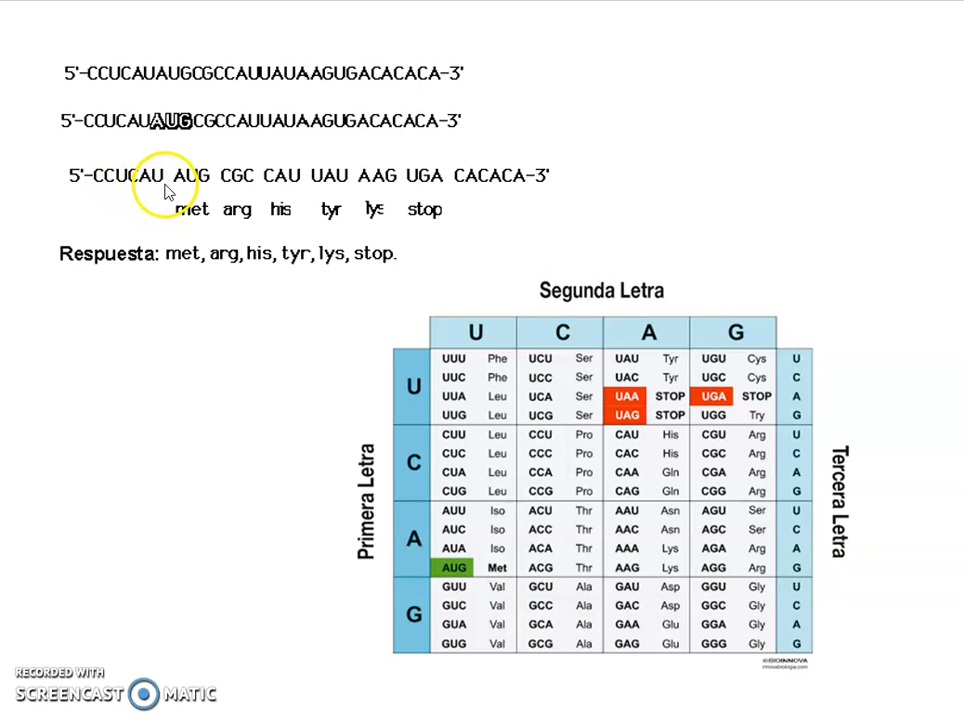 5'-CCUCAUAUGCGCCAUUAUAAGUGACACACA-3'
5'-CCUCAUAUGCGCCAUUAUAAGUGACACACA-3'
5'-CCUCAU AUG CGC CAU UAU AAG UGA CACACA-3'
met arg his tyr lys stop
Respuesta: met, arg, his, tyr, lys, stop.
Segunda Letra
U C A G
Primera Letra
Tercera Letra
U
UUU Phe UCU Ser UAU Tyr UGU Cys U
UUC Phe UCC Ser UAC Tyr UGC Cys C
UUA Leu UCA Ser UAA STOP UGA STOP A
UUG Leu UCG Ser UAG STOP UGG Try G
C
CUU Leu CCU Pro CAU His CGU Arg U
CUC Leu CCC Pro CAC His CGC Arg C
CUA Leu CCA Pro CAA Gln CGA Arg A
CUG Leu CCG Pro CAG Gln CGG Arg G
A
AUU Iso ACU Thr AAU Asn AGU Ser U
AUC Iso ACC Thr AAC Asn AGC Ser C
AUA Iso ACA Thr AAA Lys AGA Arg A
AUG Met ACG Thr AAG Lys AGG Arg G
G
GUU Val GCU Ala GAU Asp GGU Gly U
GUC Val GCC Ala GAC Asp GGC Gly C
GUA Val GCA Ala GAA Glu GGA Gly A
GUG Val GCG Ala GAG Glu GGG Gly G
©BIOINNOVA
RECORDED WITH
SCREENCAST MATIC